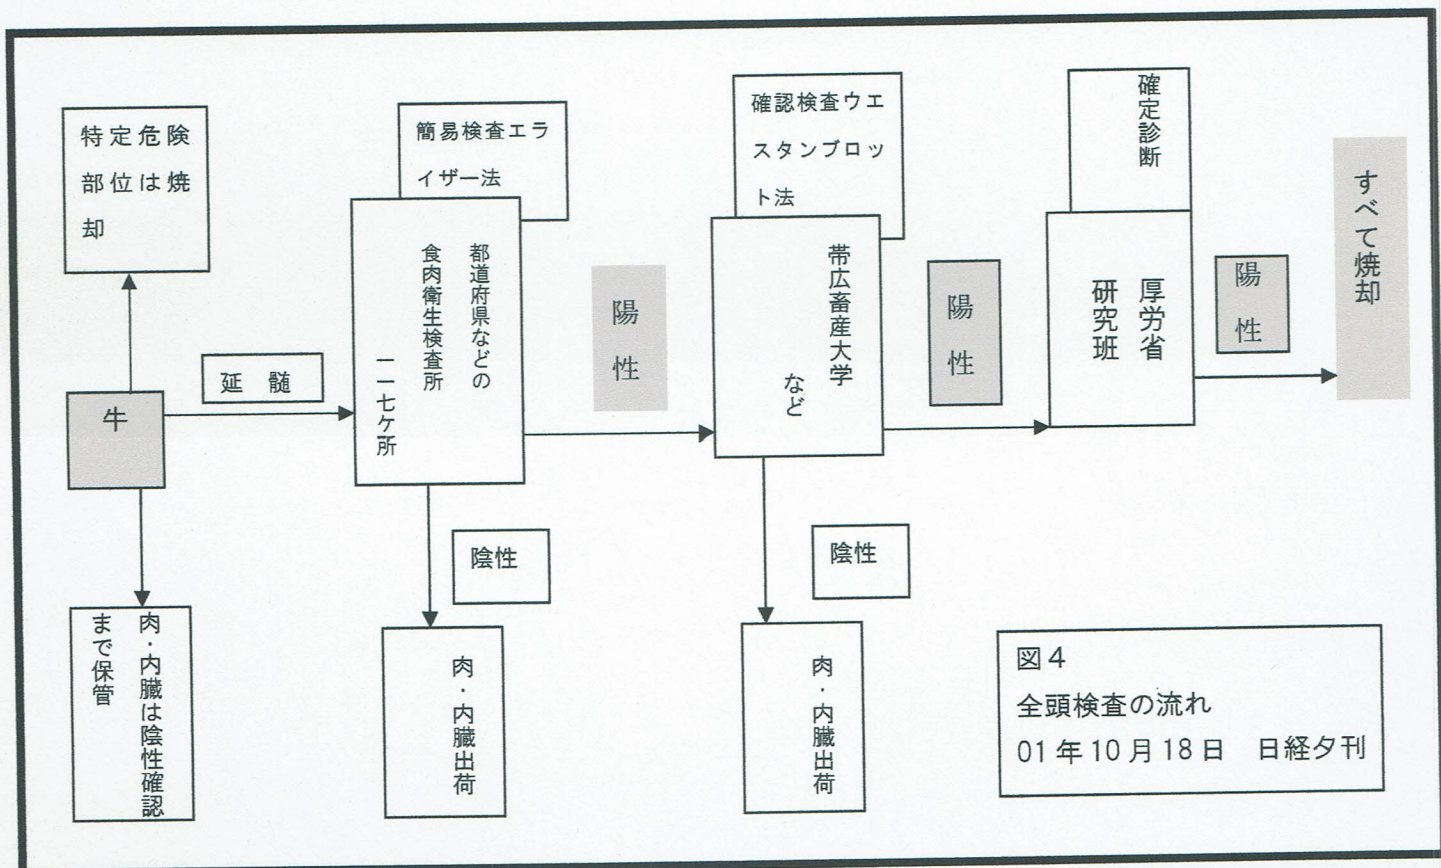 特定危険
部位は焼
却
牛
肉・内臓は陰性確認
まで保管
延 髄
簡易検査エラ
イザー法
都道府県などの
食肉衛生検査所
一一七ケ所
陰性
肉・内臓出荷
陽性
確認検査ウエ
スタンブロッ
ト法
帯広畜産大学
など
陰性
肉・内臓出荷
陽性
確定診断
厚労省
研究班
陽性
すべて焼却
図4
全頭検査の流れ
01年10月18日 日経夕刊